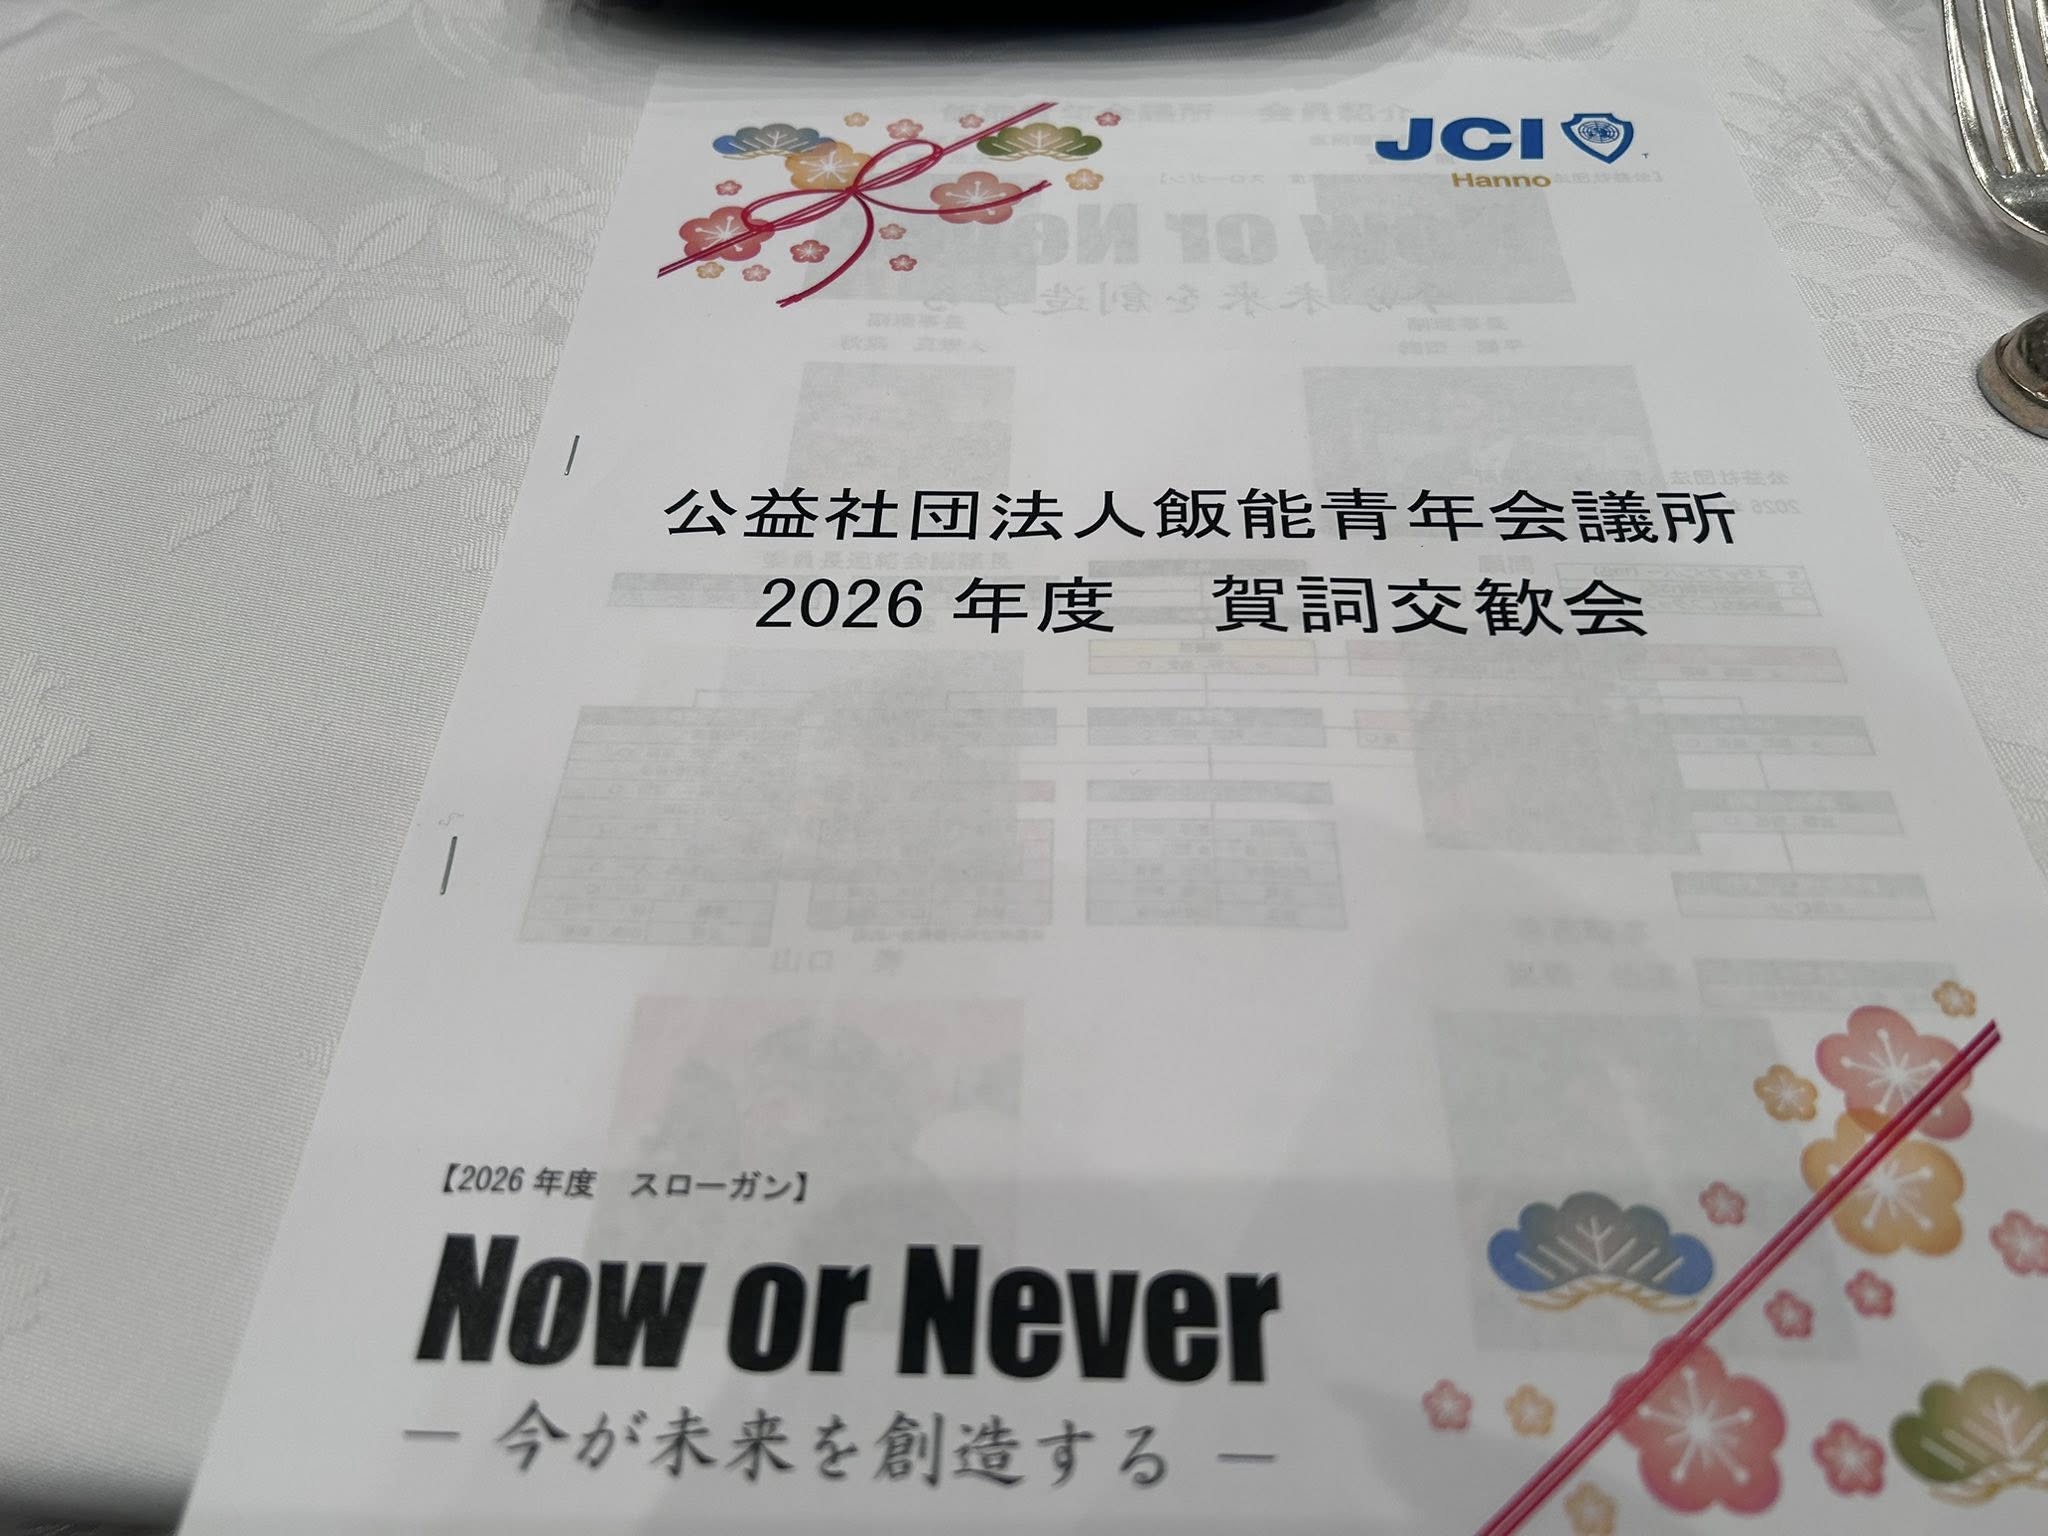 JCI
Hanno
公益社団法人飯能青年会議所
2026 年度　賀詞交歓会
【2026 年度　スローガン】
Now or Never
― 今が未来を創造する ―